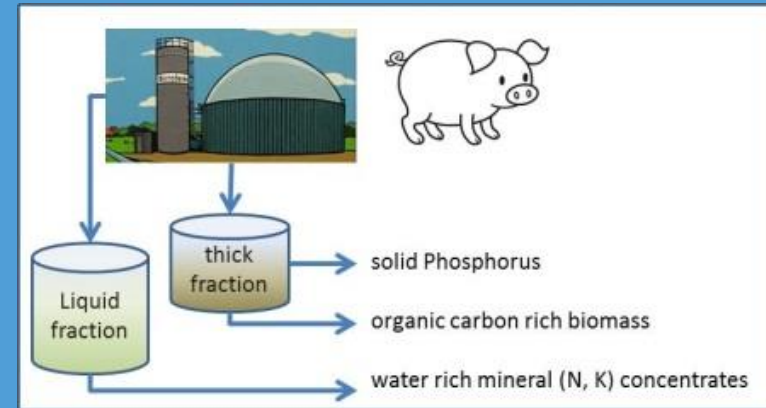 thick
fraction
Liquid
fraction
solid Phosphorus
organic carbon rich biomass
water rich mineral (N, K) concentrates